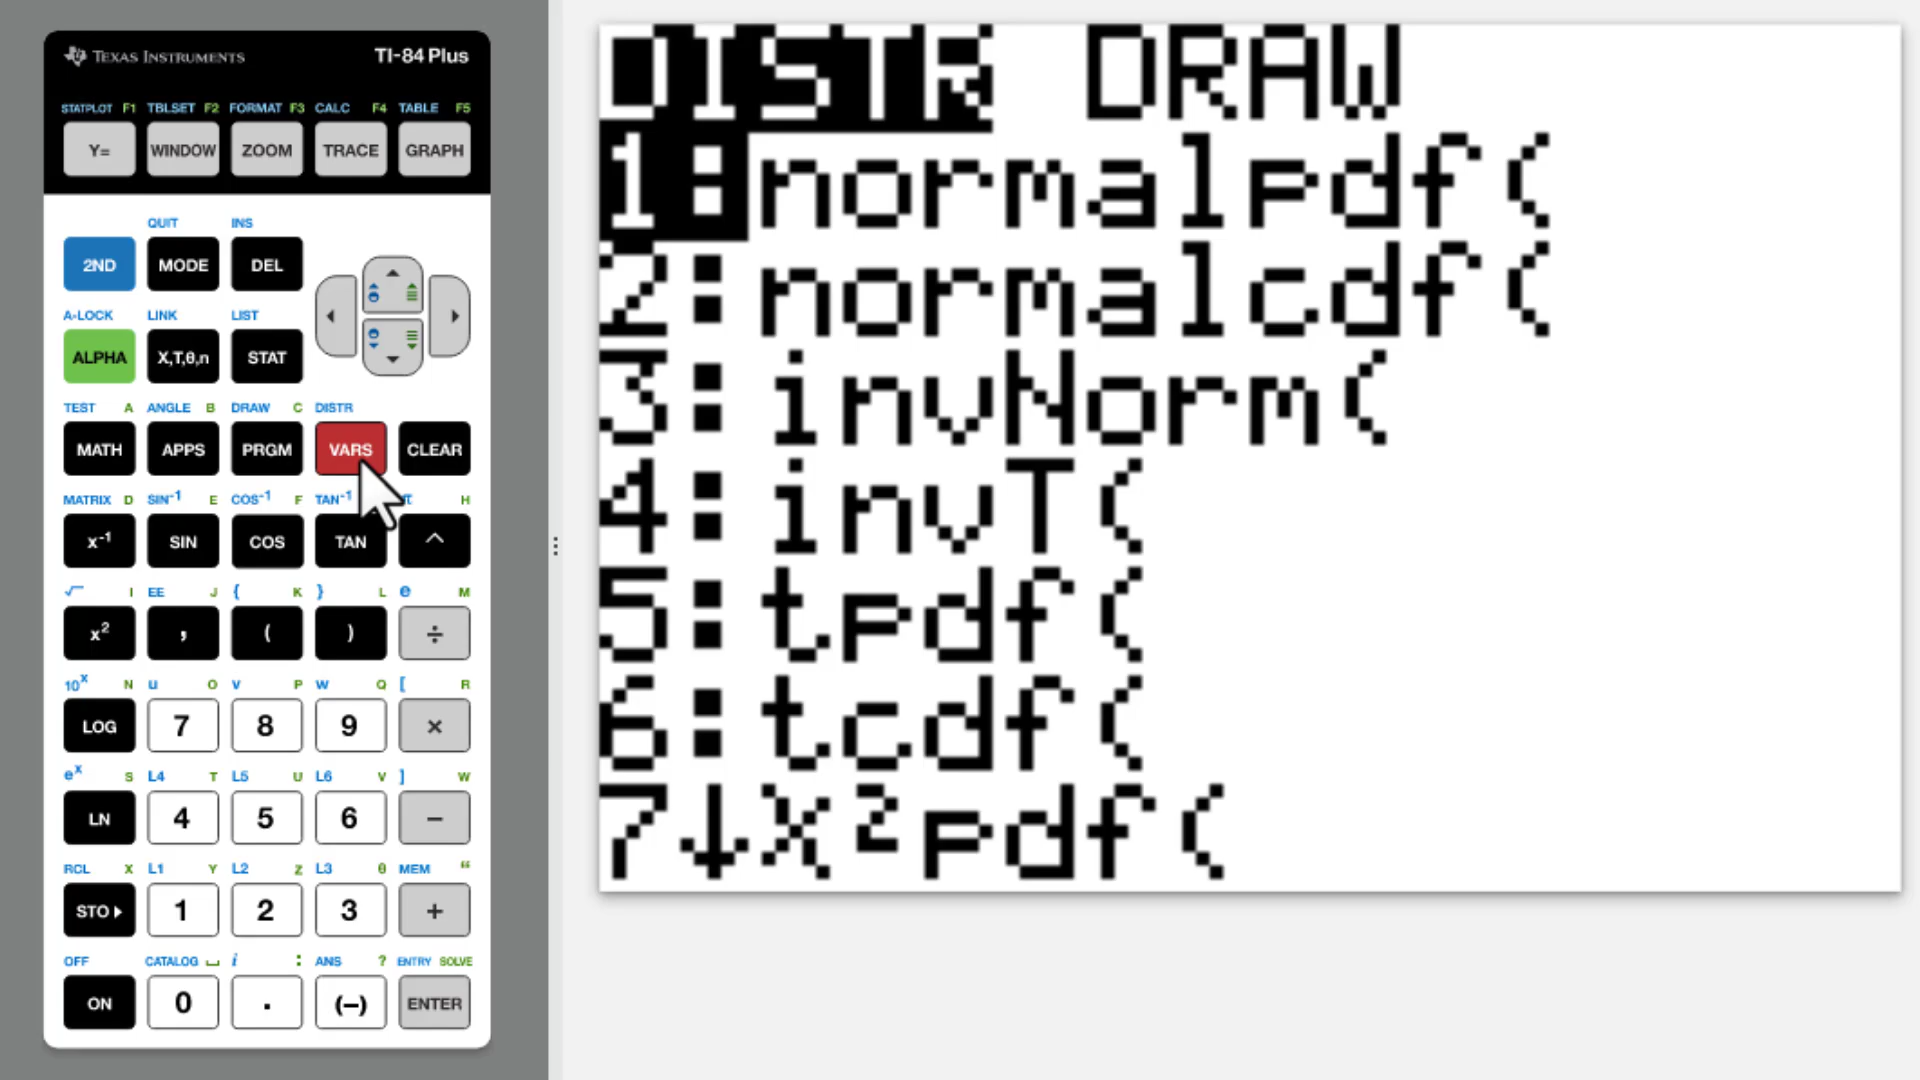 TEXAS INSTRUMENTS TI-84 Plus
STATPLOT F1 TBLSET F2 FORMAT F3 CALC F4 TABLE F5
Y= WINDOW ZOOM TRACE GRAPH
QUIT INS
2ND MODE DEL
A-LOCK LINK LIST
ALPHA X,T,θ,n STAT
TEST A ANGLE B DRAW C DISTR
MATH APPS PRGM VARS CLEAR
MATRIX D SIN⁻¹ E COS⁻¹ F TAN⁻¹ π H
x⁻¹ SIN COS TAN ^
√ I EE J { K } L e M
x² , ( ) ÷
10ˣ N u O v P w Q [ R
LOG 7 8 9 ×
eˣ S L4 T L5 U L6 V ] W
LN 4 5 6 −
RCL X L1 Y L2 Z L3 θ MEM “
STO▶ 1 2 3 +
OFF CATALOG ⎵ i : ANS ? ENTRY SOLVE
ON 0 . (−) ENTER
DISTR DRAW
1:normalpdf(
2:normalcdf(
3:invNorm(
4:invT(
5:tpdf(
6:tcdf(
7↓χ²pdf(